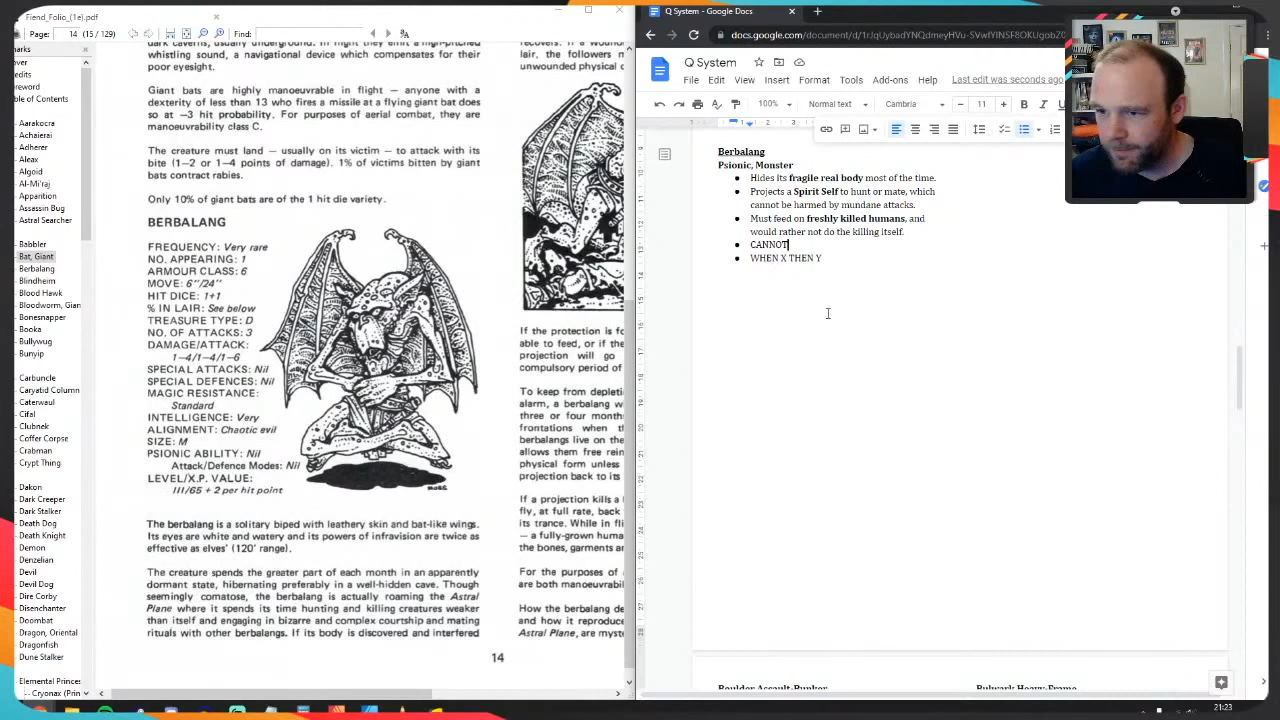 Fiend_Folio_(1e).pdf
Page: 14 (15 / 129) Find:
arks
over
edits
reword
ble of Contents
Aarakocra
Achaierai
Adherer
Aleax
Algoid
Al-Mi'raj
Apparition
Assassin Bug
Astral Searcher
Babbler
Bat, Giant
Berbalang
Blindheim
Blood Hawk
Bloodworm, Gian
Bonesnapper
Booka
Bullywug
Bunyip
Carbuncle
Caryatid Column
Caterwaul
Cifal
Clubnek
Coffer Corpse
Crabman
Crypt Thing
Dakon
Dark Creeper
Dark Stalker
Death Dog
Death Knight
Demon
Denzelian
Devil
Devil Dog
Dire Corby
Disenchanter
Doombat
Dragon, Oriental
Dragonfish
Dune Stalker
Elemental Princes
Cryonax (Prin
dark caverns, usually underground. In flight they emit a high-pitched
whistling sound, a navigational device which compensates for their
poor eyesight.
Giant bats are highly manoeuvrable in flight — anyone with a
dexterity of less than 13 who fires a missile at a flying giant bat does
so at −3 hit probability. For purposes of aerial combat, they are
manoeuvrability class C.
The creature must land — usually on its victim — to attack with its
bite (1—2 or 1—4 points of damage). 1% of victims bitten by giant
bats contract rabies.
Only 10% of giant bats are of the 1 hit die variety.
BERBALANG
FREQUENCY: Very rare
NO. APPEARING: 1
ARMOUR CLASS: 6
MOVE: 6"/24"
HIT DICE: 1+1
% IN LAIR: See below
TREASURE TYPE: D
NO. OF ATTACKS: 3
DAMAGE/ATTACK:
1—4/1—4/1—6
SPECIAL ATTACKS: Nil
SPECIAL DEFENCES: Nil
MAGIC RESISTANCE:
Standard
INTELLIGENCE: Very
ALIGNMENT: Chaotic evil
SIZE: M
PSIONIC ABILITY: Nil
Attack/Defence Modes: Nil
LEVEL/X.P. VALUE:
III/65 + 2 per hit point
The berbalang is a solitary biped with leathery skin and bat-like wings.
Its eyes are white and watery and its powers of infravision are twice as
effective as elves' (120' range).
The creature spends the greater part of each month in an apparently
dormant state, hibernating preferably in a well-hidden cave. Though
seemingly comatose, the berbalang is actually roaming the Astral
Plane where it spends its time hunting and killing creatures weaker
than itself and engaging in bizarre and complex courtship and mating
rituals with other berbalangs. If its body is discovered and interfered
14
recovers. If a wound
lair, the followers n
unwounded physical c
If the protection is fo
able to feed, or if the
projection will go
compulsory period of
To keep from depleti
alarm, a berbalang w
three or four months
frontations when th
berbalangs live on the
allows them free rein
physical form unless
projection back to its
If a projection kills a l
fly, at full rate, back
its trance. While in fli
— a fully-grown huma
the bones, garments an
For the purposes of
are both manoeuvrabil
How the berbalang de
and how it reproduce
Astral Plane, are myste
Q System - Google Docs
docs.google.com/document/d/1rJqUybadYNQdmeyHVu-SVwfYINSF8OKUgobZ0
Q System
File Edit View Insert Format Tools Add-ons Help Last edit was seconds ago
100% Normal text Cambria 11 B I U
Berbalang
Psionic, Monster
● Hides its fragile real body most of the time.
● Projects a Spirit Self to hunt or mate, which
cannot be harmed by mundane attacks.
● Must feed on freshly killed humans, and
would rather not do the killing itself.
● CANNOT
● WHEN X THEN Y
Boulder Assault-Bunker Bulwark Heavy-Frame
21:23